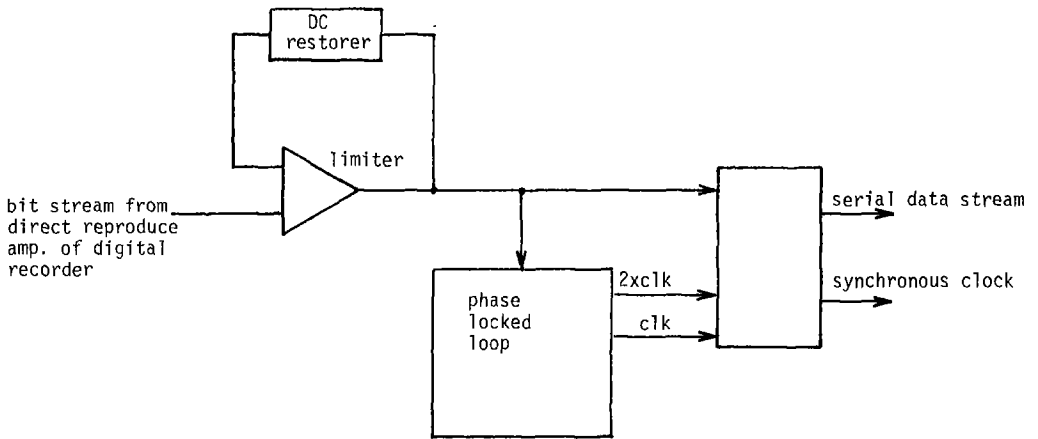 DC
restorer
limiter
bit stream from
direct reproduce
amp. of digital
recorder
serial data stream
2xclk
synchronous clock
phase
locked
loop
clk